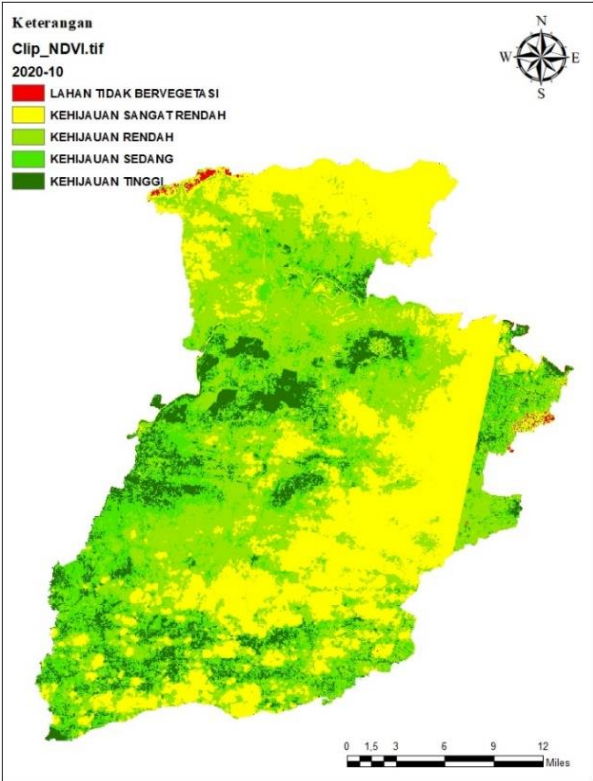 Keterangan
Clip_NDVI.tif
2020-10
LAHAN TIDAK BERVEGETASI
KEHIJAUAN SANGAT RENDAH
KEHIJAUAN RENDAH
KEHIJAUAN SEDANG
KEHIJAUAN TINGGI
N
W E
S
0 1,5 3 6 9 12
Miles